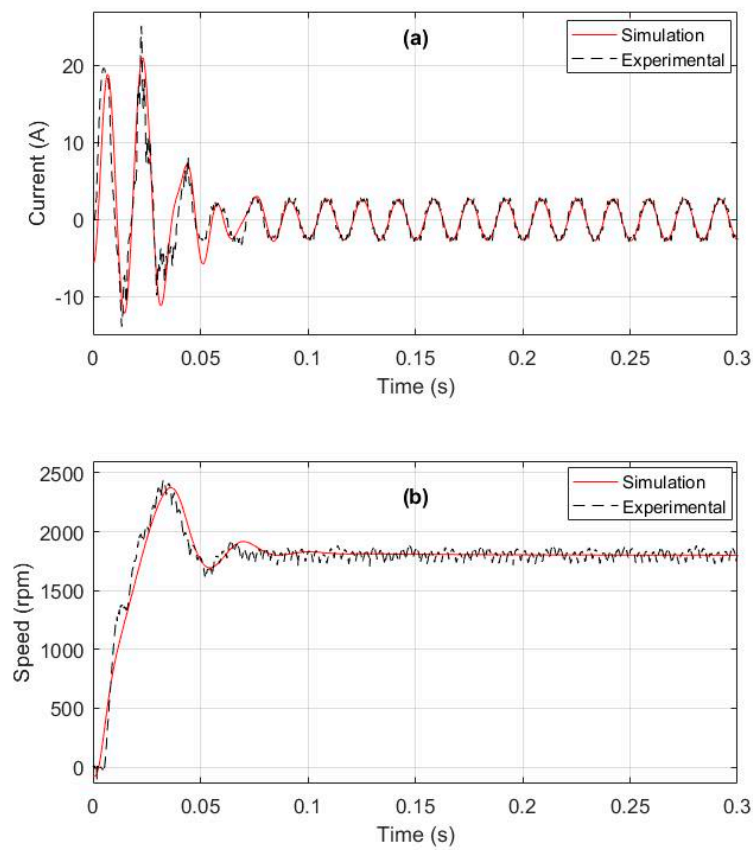 (a)
Simulation
Experimental
20
10
0
-10
Current (A)
0 0.05 0.1 0.15 0.2 0.25 0.3
Time (s)
(b)
Simulation
Experimental
2500
2000
1500
1000
500
0
Speed (rpm)
0 0.05 0.1 0.15 0.2 0.25 0.3
Time (s)